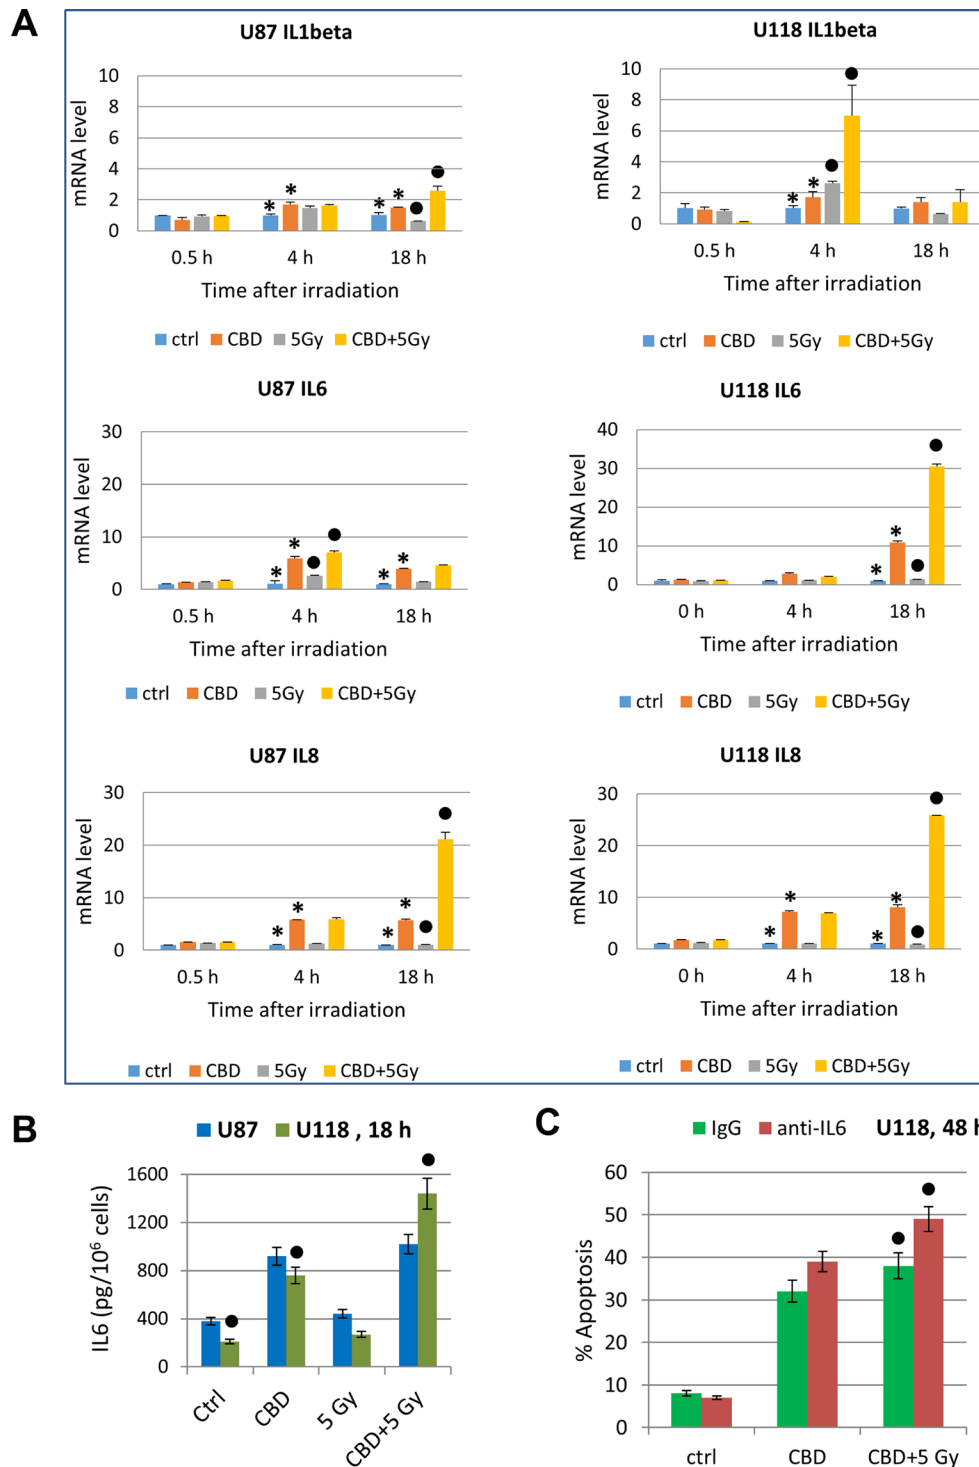 A
U87 IL1beta
mRNA level
10
8
6
4
2
0
0.5 h 4 h 18 h
Time after irradiation
ctrl CBD 5Gy CBD+5Gy
U118 IL1beta
mRNA level
10
8
6
4
2
0
0.5 h 4 h 18 h
Time after irradiation
ctrl CBD 5Gy CBD+5Gy
U87 IL6
mRNA level
30
20
10
0
0.5 h 4 h 18 h
Time after irradiation
ctrl CBD 5Gy CBD+5Gy
U118 IL6
mRNA level
40
30
20
10
0
0 h 4 h 18 h
Time after irradiation
ctrl CBD 5Gy CBD+5Gy
U87 IL8
mRNA level
30
20
10
0
0.5 h 4 h 18 h
Time after irradiation
ctrl CBD 5Gy CBD+5Gy
U118 IL8
mRNA level
30
20
10
0
0 h 4 h 18 h
Time after irradiation
ctrl CBD 5Gy CBD+5Gy
B
U87 U118 , 18 h
IL6 (pg/10⁶ cells)
1600
1200
800
400
0
Ctrl CBD 5 Gy CBD+5 Gy
C
IgG anti-IL6 U118, 48 h
% Apoptosis
60
50
40
30
20
10
0
ctrl CBD CBD+5 Gy